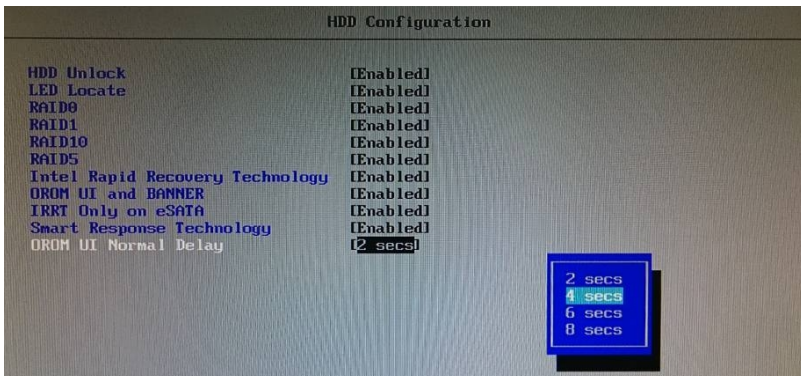 HDD Configuration
HDD Unlock [Enabled]
LED Locate [Enabled]
RAID0 [Enabled]
RAID1 [Enabled]
RAID10 [Enabled]
RAID5 [Enabled]
Intel Rapid Recovery Technology [Enabled]
OROM UI and BANNER [Enabled]
IRRT Only on eSATA [Enabled]
Smart Response Technology [Enabled]
OROM UI Normal Delay [2 secs]
2 secs
4 secs
6 secs
8 secs